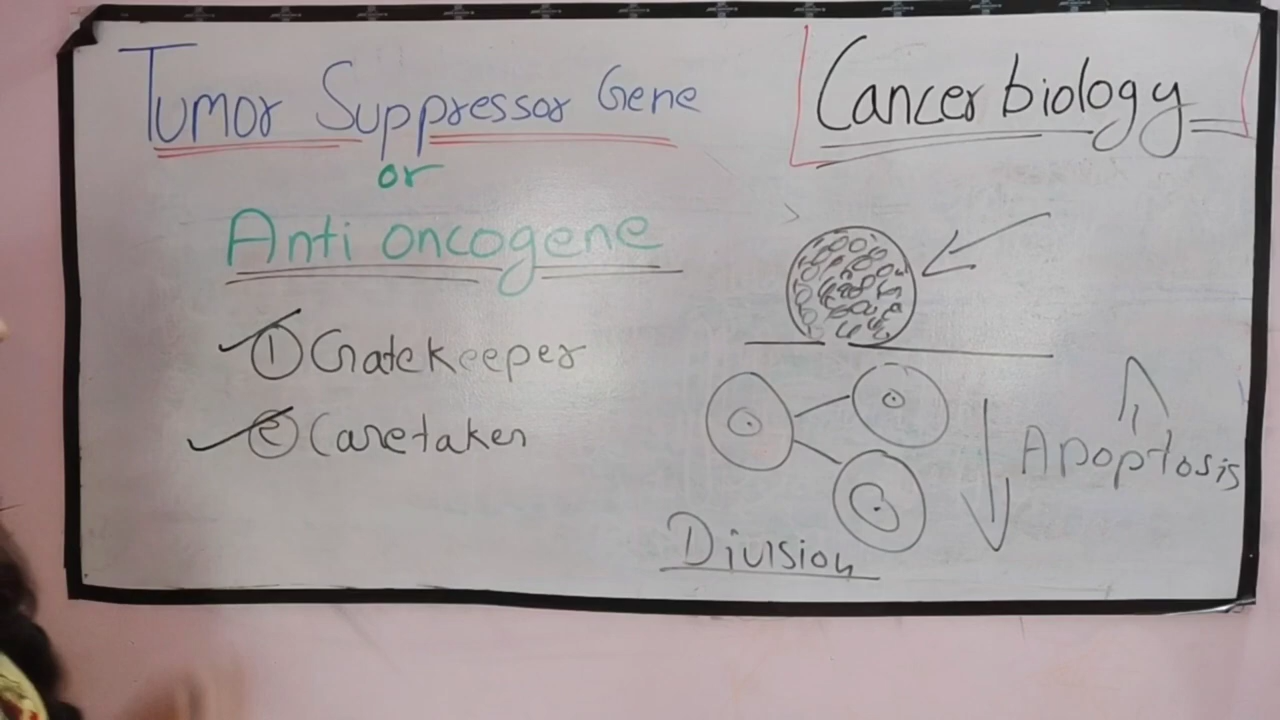 Tumor Suppressor Gene
or
Anti oncogene
① Gatekeeper
② Caretaker
Cancer biology
Apoptosis
Division